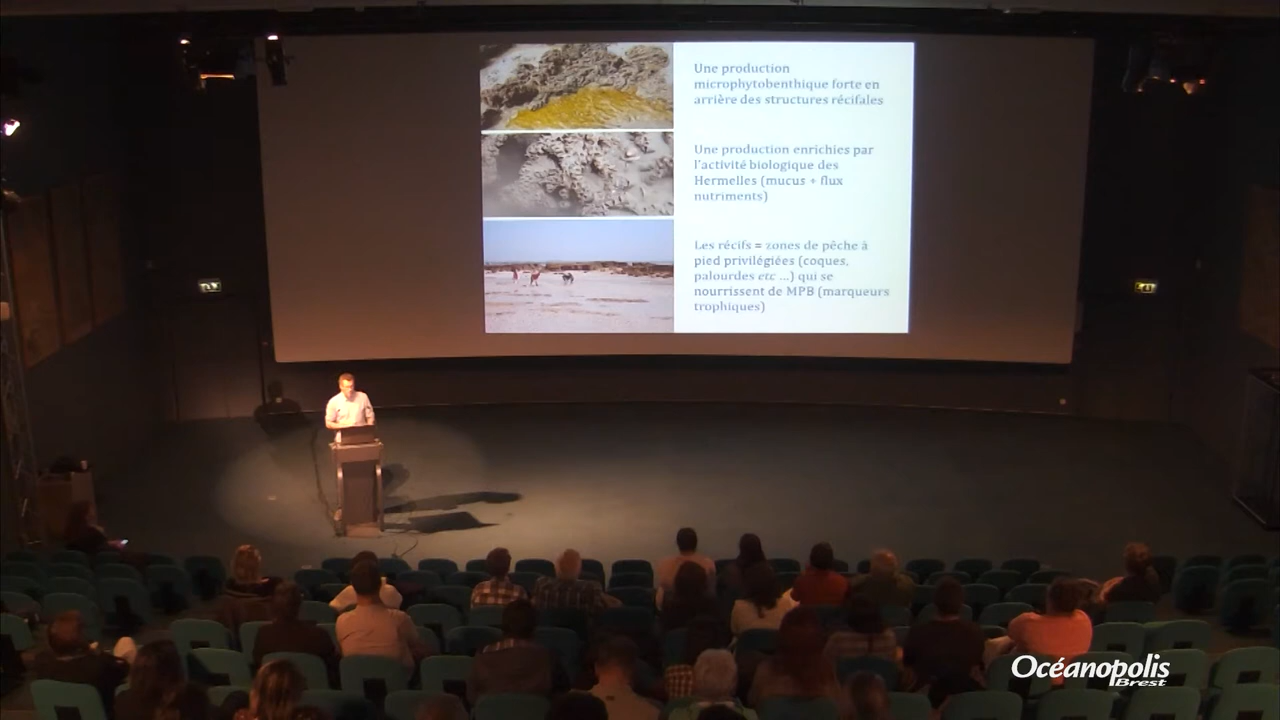 Une production
microphytobenthique forte en
arrière des structures récifales
Une production enrichies par
l'activité biologique des
Hermelles (mucus + flux
nutriments)
Les récifs = zones de pêche à
pied privilégiées (coques,
palourdes etc ...) qui se
nourrissent de MPB (marqueurs
trophiques)
Océanopolis
Brest